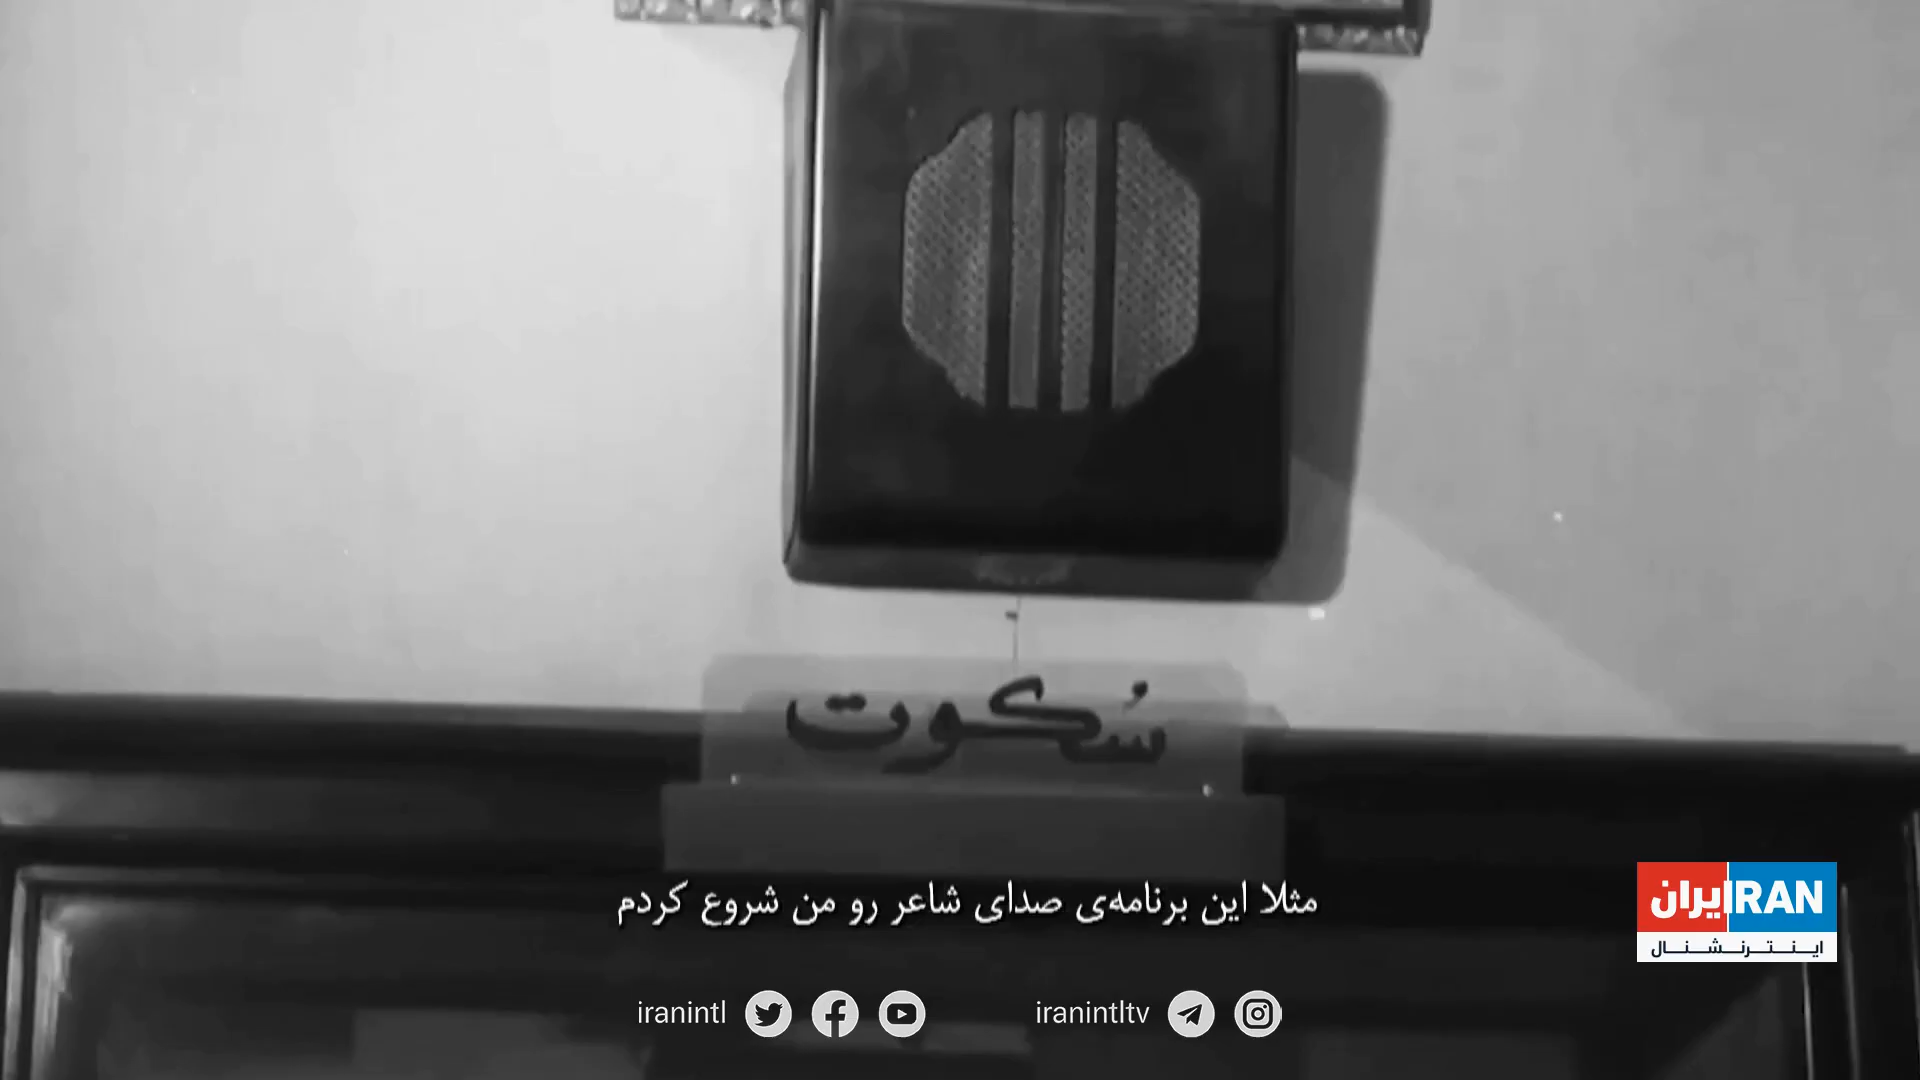 سُکوت
مثلا این برنامه‌ی صدای شاعر رو من شروع کردم
ایران IRAN
اینترنشنال
iranintl
iranintltv